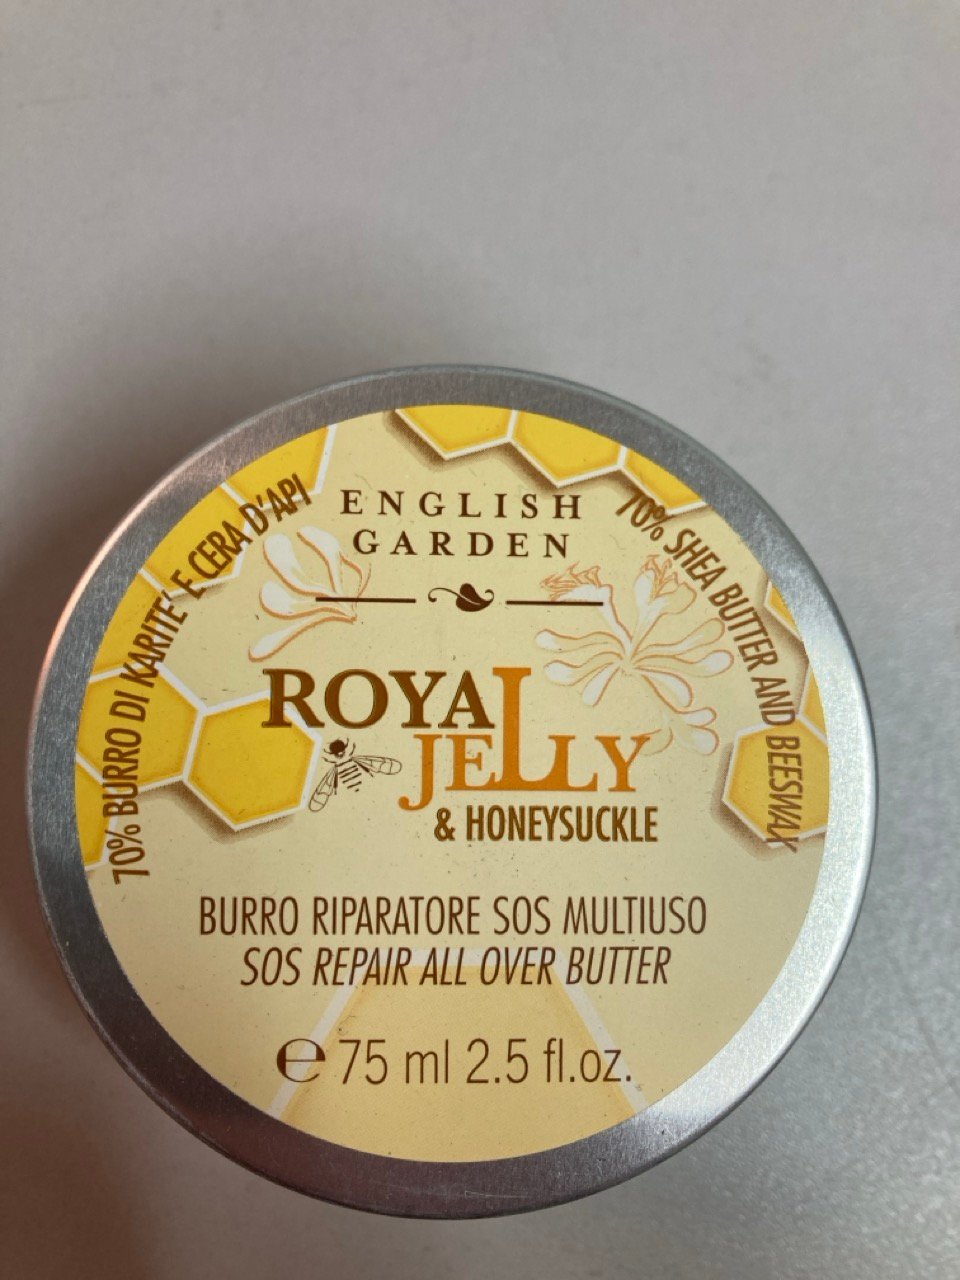 ENGLISH
GARDEN
70% BURRO DI KARITE' E CERA D'API
70% SHEA BUTTER AND BEESWAX
ROYAL
JELLY
& HONEYSUCKLE
BURRO RIPARATORE SOS MULTIUSO
SOS REPAIR ALL OVER BUTTER
℮ 75 ml 2.5 fl.oz.